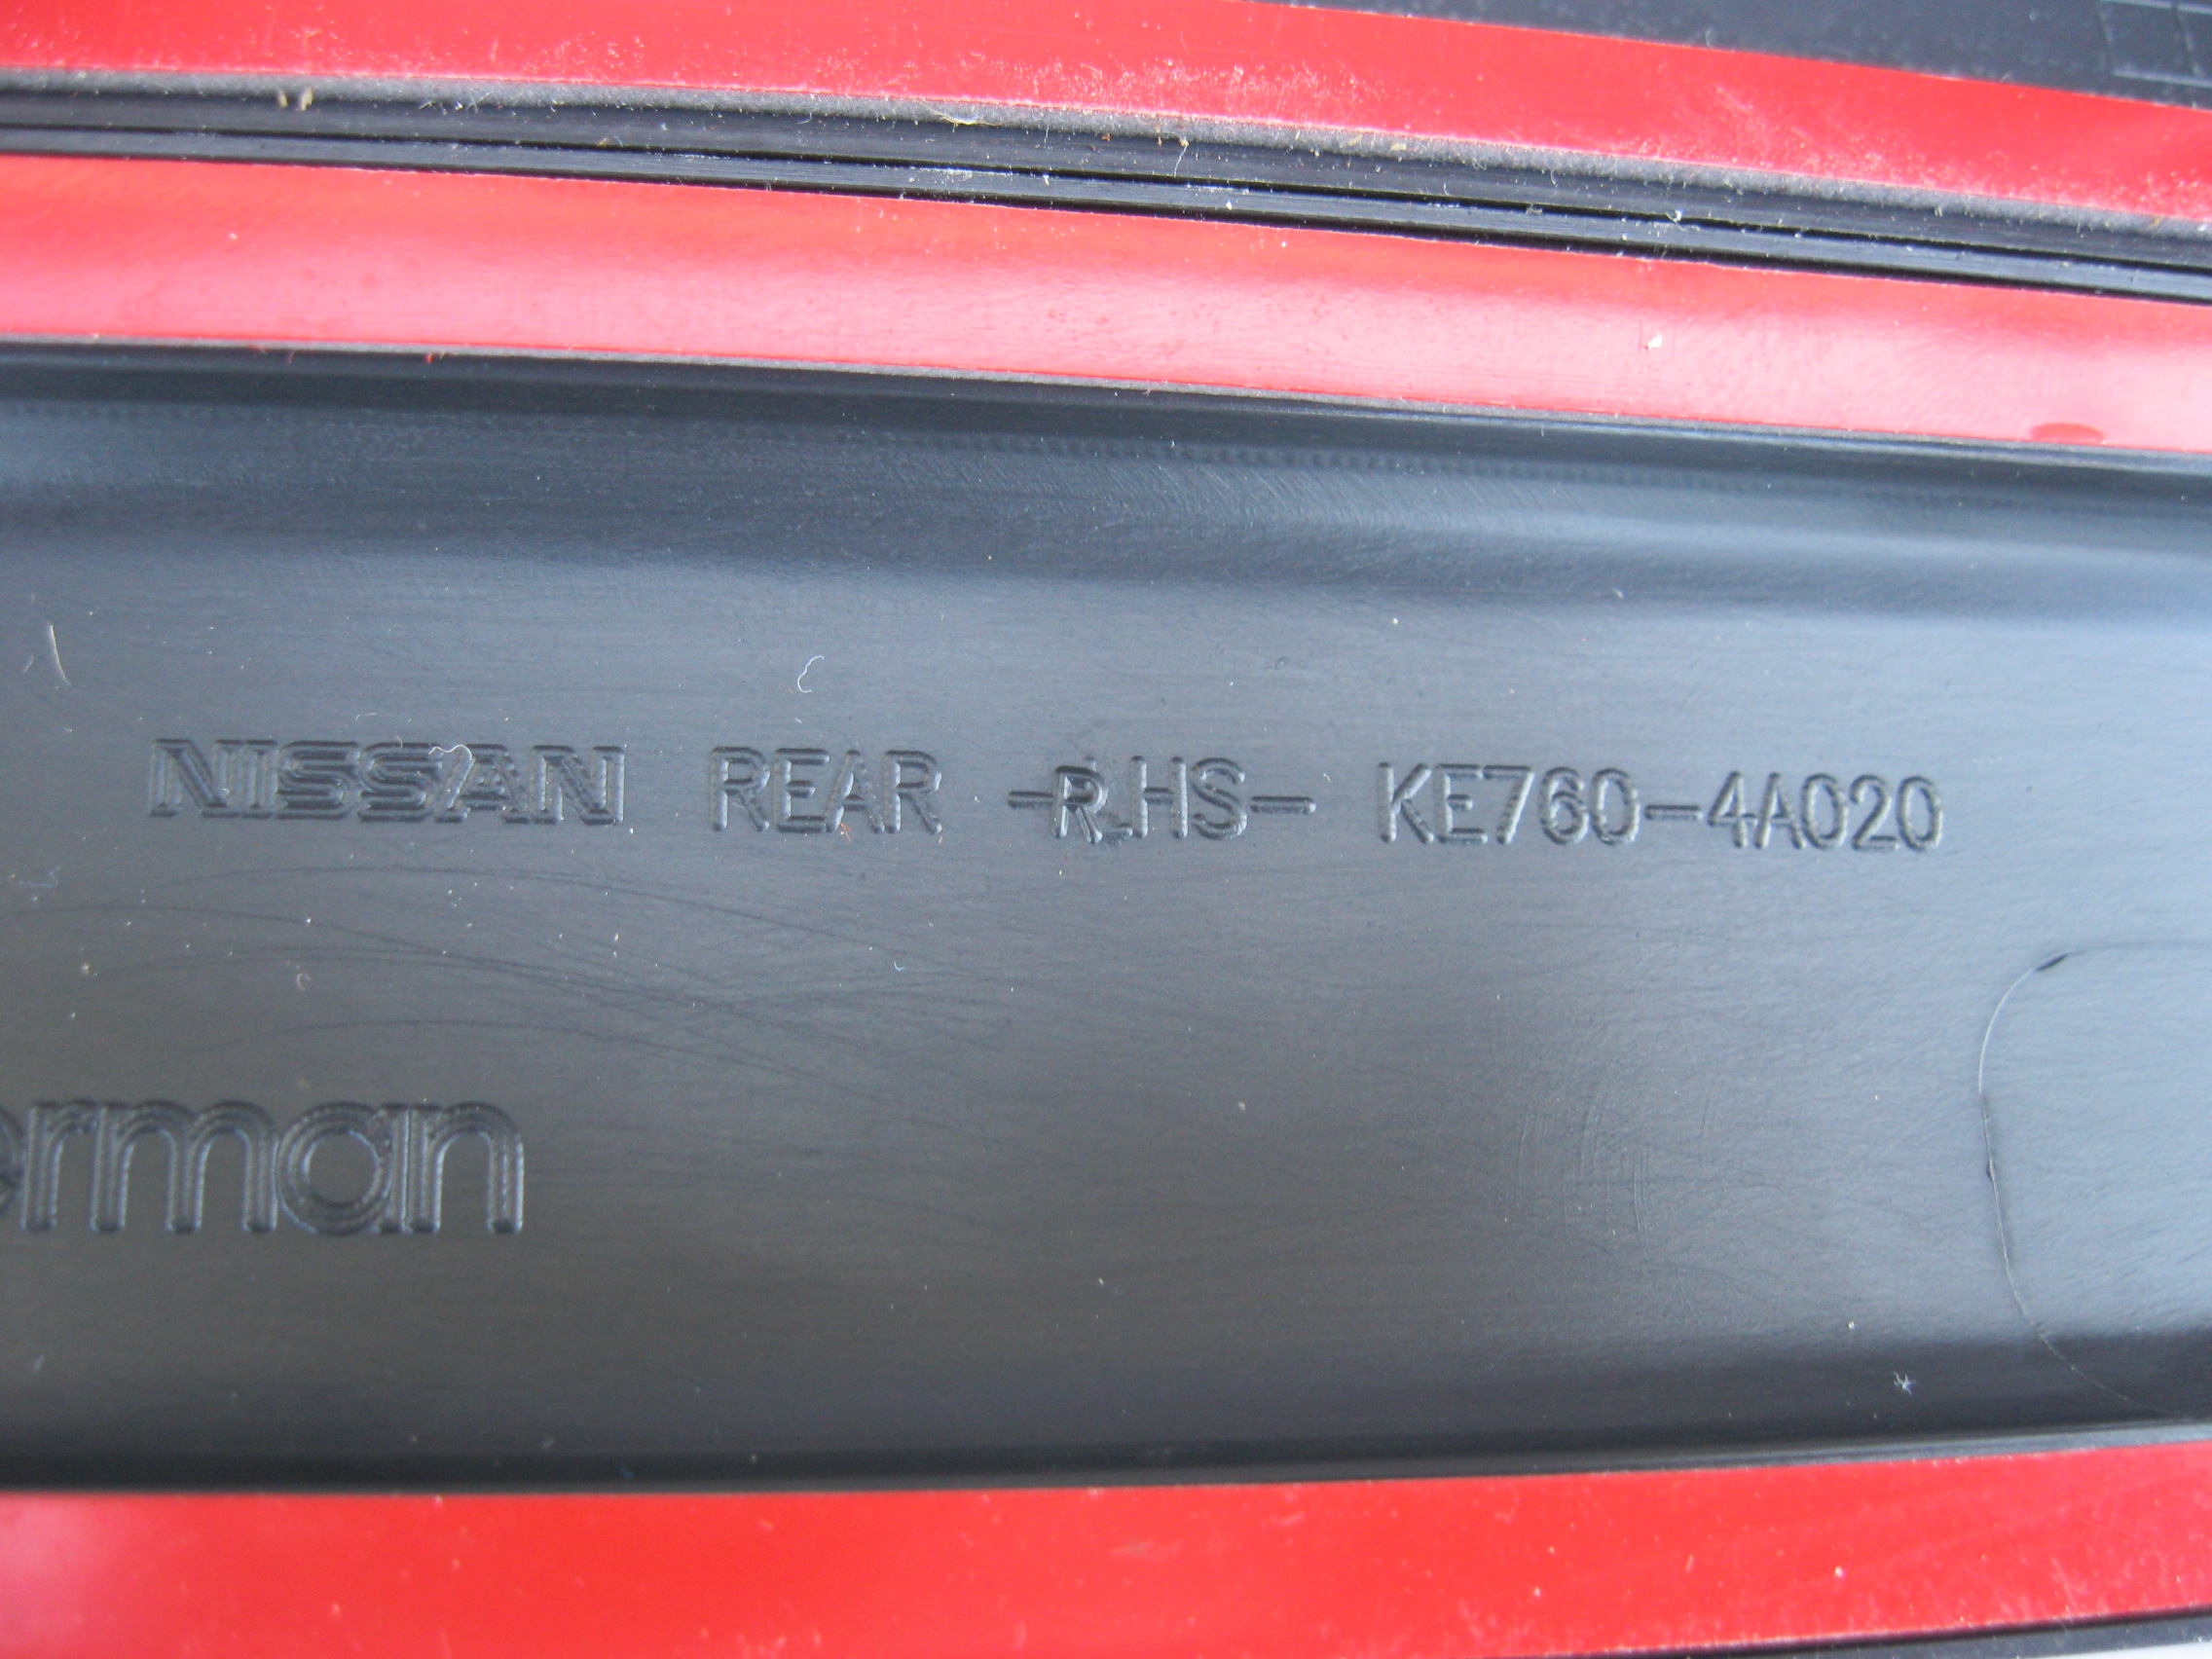 NISSAN REAR -R.HS- KE760-4A020
erman